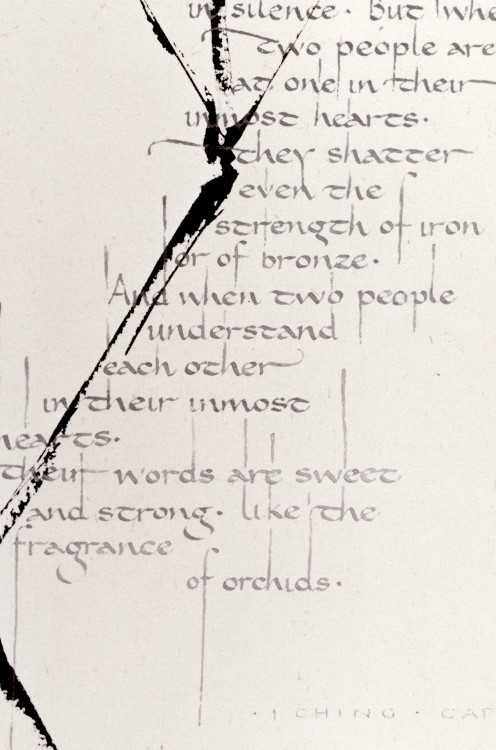 in silence. But whe
two people are
at one in their
inmost hearts.
they shatter
even the
strength of iron
or of bronze.
And when two people
understand
each other
in their inmost
hearts.
their words are sweet
and strong. like the
fragrance
of orchids.
· I CHING · CAP